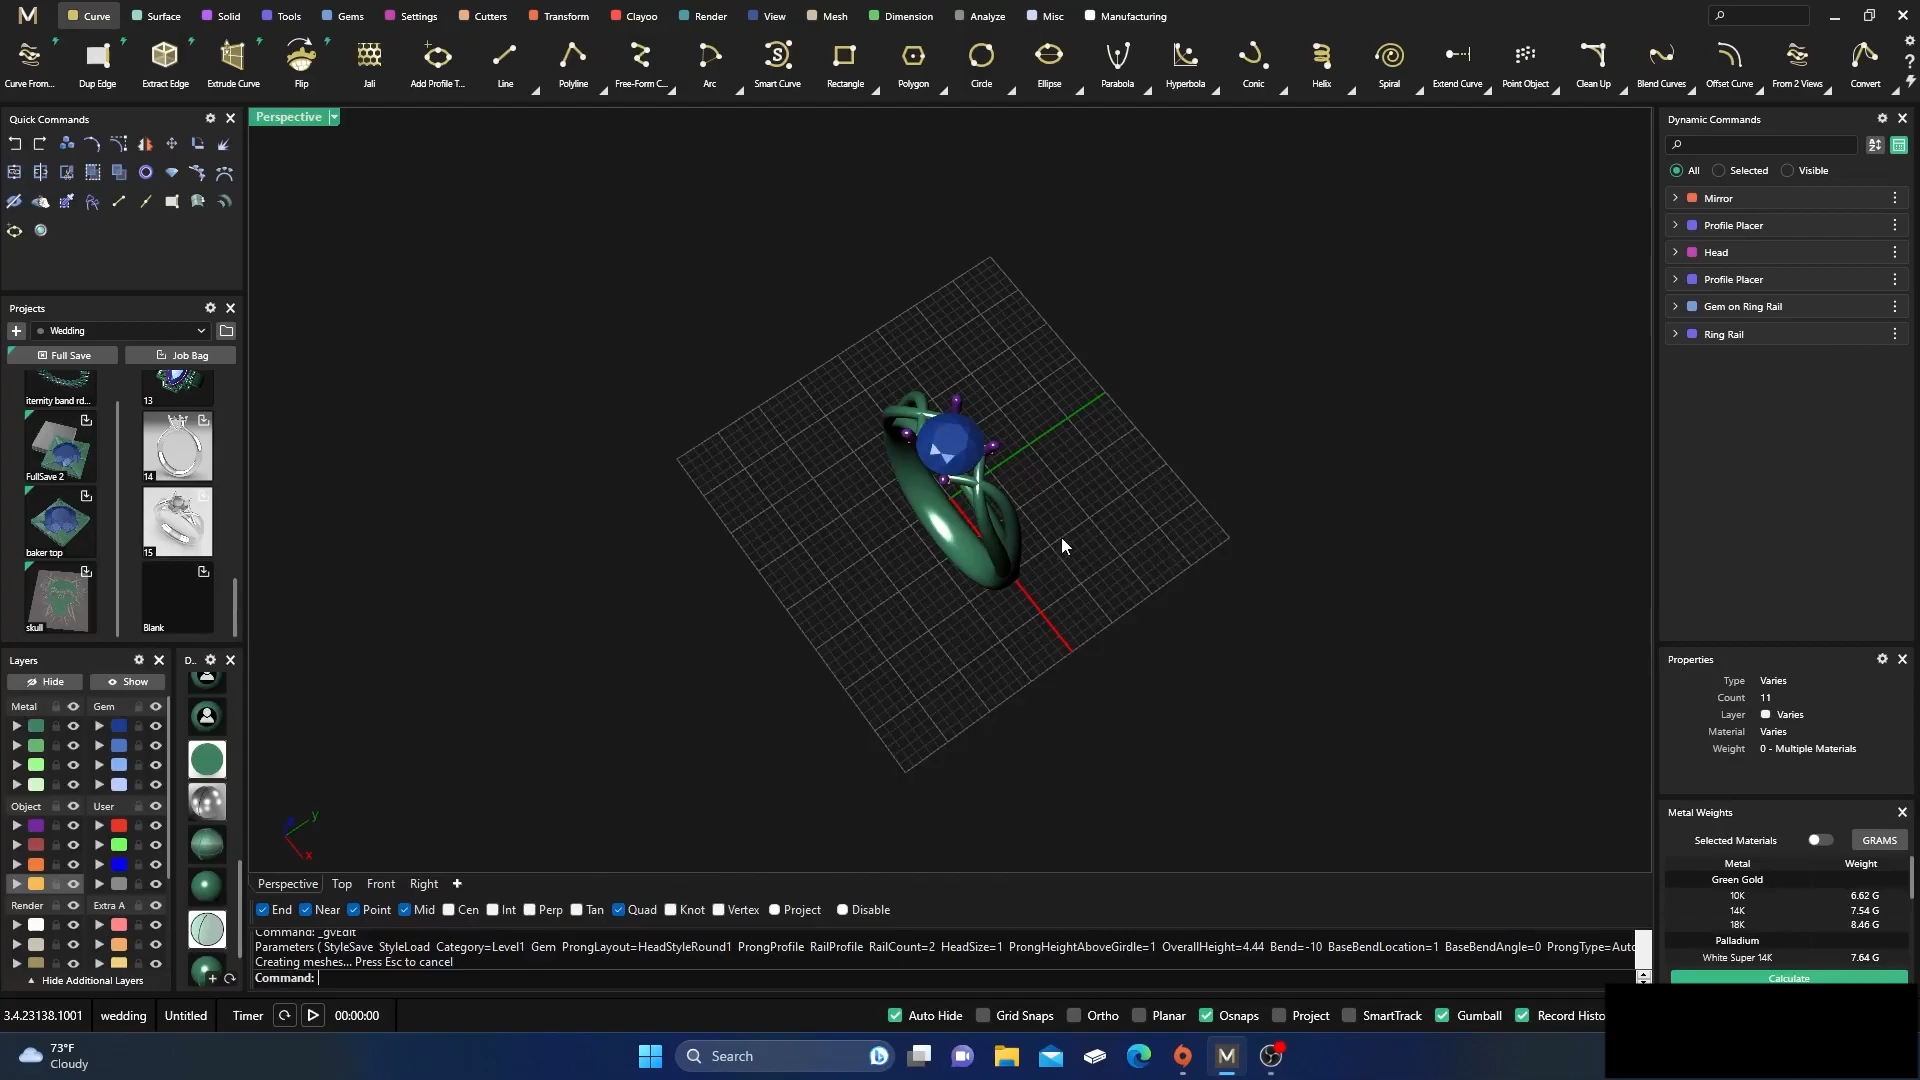 Curve Surface Solid Tools Gems Settings Cutters Transform Clayoo Render View Mesh Dimension Analyze Misc Manufacturing
Curve From... Dup Edge Extract Edge Extrude Curve Flip Jali Add Profile T... Line Polyline Free-Form C... Arc Smart Curve Rectangle Polygon Circle Ellipse Parabola Hyperbola Conic Helix Spiral Extend Curve Point Object Clean Up Blend Curves Offset Curve From 2 Views Convert
Quick Commands
Projects
Wedding
Full Save Job Bag
iternity band rd... 13
FullSave 2 14
baker top 15
skull Blank
Layers D..
Hide Show
Metal Gem
Object User
Render Extra A
Hide Additional Layers
Perspective
z y x
Perspective Top Front Right
End Near Point Mid Cen Int Perp Tan Quad Knot Vertex Project Disable
Command: _gvEdit
Parameters ( StyleSave StyleLoad Category=Level1 Gem ProngLayout=HeadStyleRound1 ProngProfile RailProfile RailCount=2 HeadSize=1 ProngHeightAboveGirdle=1 OverallHeight=4.44 Bend=-10 BaseBendLocation=1 BaseBendAngle=0 ProngType=Auto
Creating meshes... Press Esc to cancel
Command:
Dynamic Commands
All Selected Visible
Mirror
Profile Placer
Head
Profile Placer
Gem on Ring Rail
Ring Rail
Properties
Type Varies
Count 11
Layer Varies
Material Varies
Weight 0 - Multiple Materials
Metal Weights
Selected Materials GRAMS
Metal Weight
Green Gold
10K 6.62 G
14K 7.54 G
18K 8.46 G
Palladium
White Super 14K 7.64 G
Calculate
3.4.23138.1001 wedding Untitled Timer 00:00:00 Auto Hide Grid Snaps Ortho Planar Osnaps Project SmartTrack Gumball Record Histo
73°F
Cloudy
Search